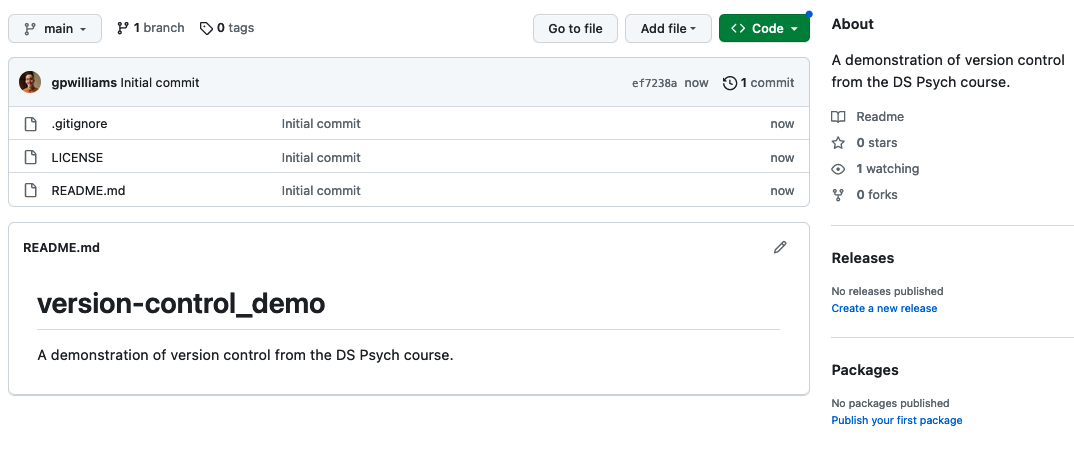 main
1 branch
0 tags
Go to file
Add file
Code
gpwilliams Initial commit
ef7238a now
1 commit
.gitignore Initial commit now
LICENSE Initial commit now
README.md Initial commit now
README.md
version-control_demo
A demonstration of version control from the DS Psych course.
About
A demonstration of version control
from the DS Psych course.
Readme
0 stars
1 watching
0 forks
Releases
No releases published
Create a new release
Packages
No packages published
Publish your first package